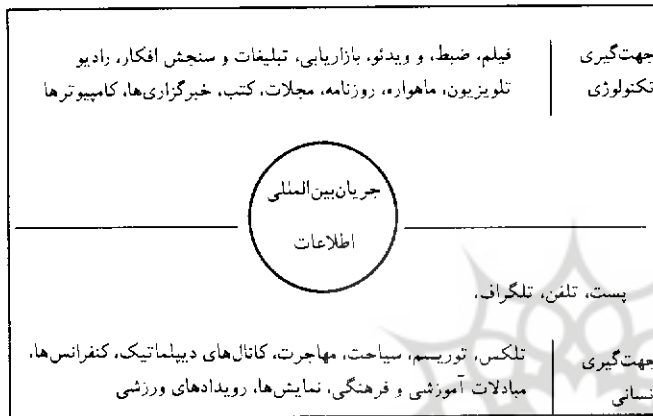 جهت‌گیری
تکنولوژی
فیلم، ضبط، و ویدئو، بازاریابی، تبلیغات و سنجش افکار، رادیو
تلویزیون، ماهواره، روزنامه، مجلات، کتب، خبرگزاری‌ها، کامپیوترها
جریان بین‌المللی
اطلاعات
پست، تلفن، تلگراف،
جهت‌گیری
نسانی
تلکس، توریسم، سیاحت، مهاجرت، کانال‌های دیپلماتیک، کنفرانس‌ها،
مبادلات آموزشی و فرهنگی، نمایش‌ها، رویدادهای ورزشی